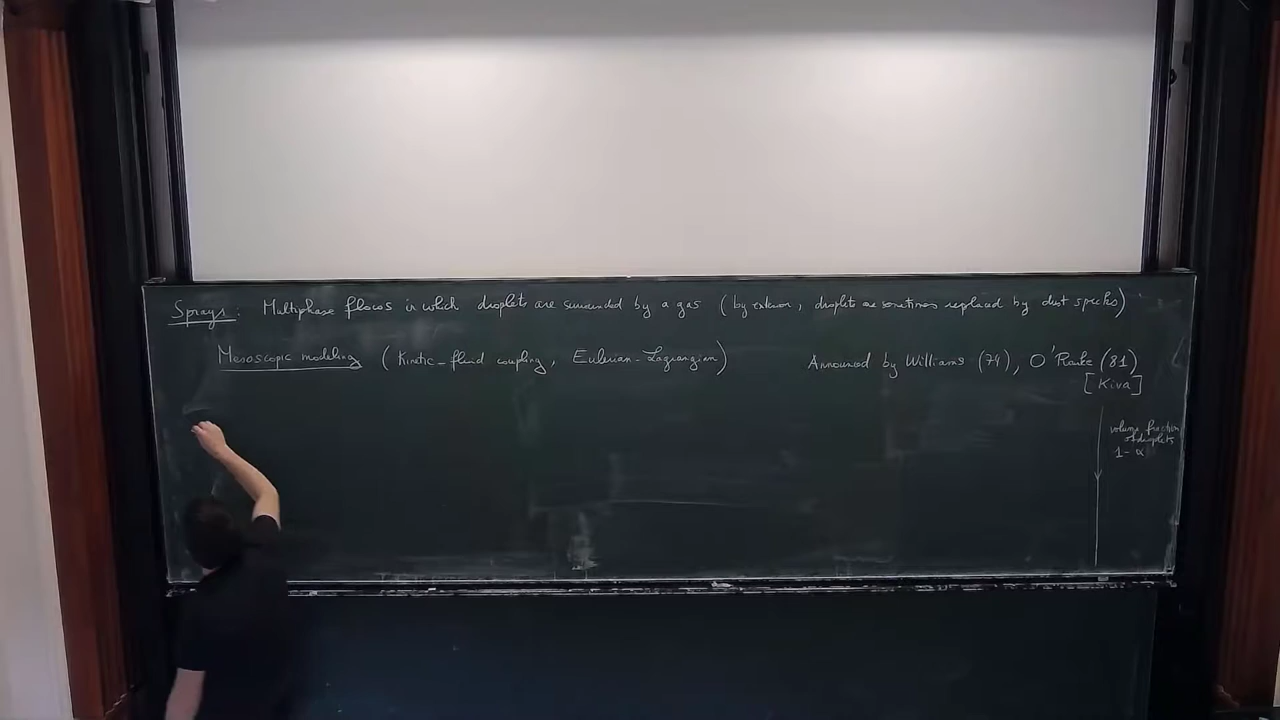 Sprays: Multiphase flows in which droplets are surrounded by a gas (by extension, droplet are sometimes replaced by dust specks)
Mesoscopic modeling (Kinetic-fluid coupling, Eulerian-Lagrangian) Announced by Williams (74), O'Rourke (81)
[Kiva]
volume fraction
of droplets
1-α